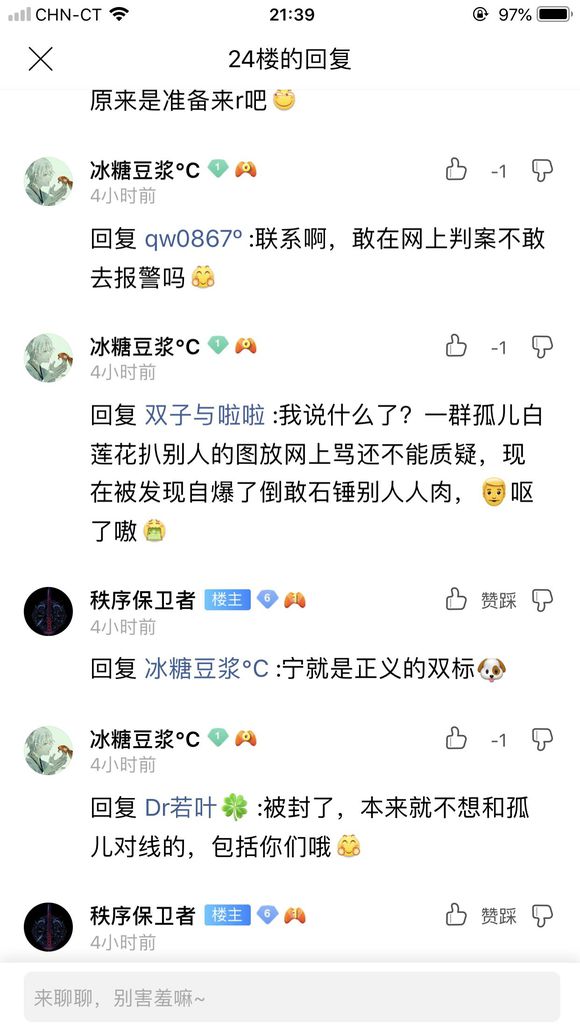 CHN-CT 21:39 97%
24楼的回复
原来是准备来r吧
冰糖豆浆°C 1 -1
4小时前
回复 qw0867º :联系啊，敢在网上判案不敢
去报警吗
冰糖豆浆°C 1 -1
4小时前
回复 双子与啦啦 :我说什么了？一群孤儿白
莲花扒别人的图放网上骂还不能质疑，现
在被发现自爆了倒敢石锤别人人肉，呕
了嗷
秩序保卫者 楼主 6 赞踩
4小时前
回复 冰糖豆浆°C :宁就是正义的双标
冰糖豆浆°C 1 -1
4小时前
回复 Dr若叶🍀 :被封了，本来就不想和孤
儿对线的，包括你们哦
秩序保卫者 楼主 6 赞踩
4小时前
来聊聊，别害羞嘛~